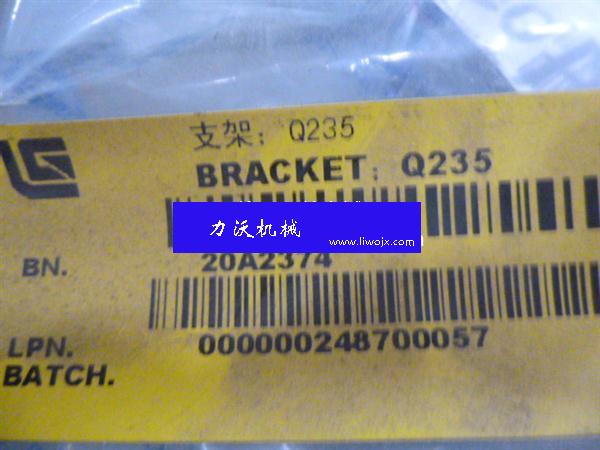 支架: Q235
BRACKET: Q235
力沃机械
www.liwojx.com
BN. 20A2374
LPN. 000000248700057
BATCH.